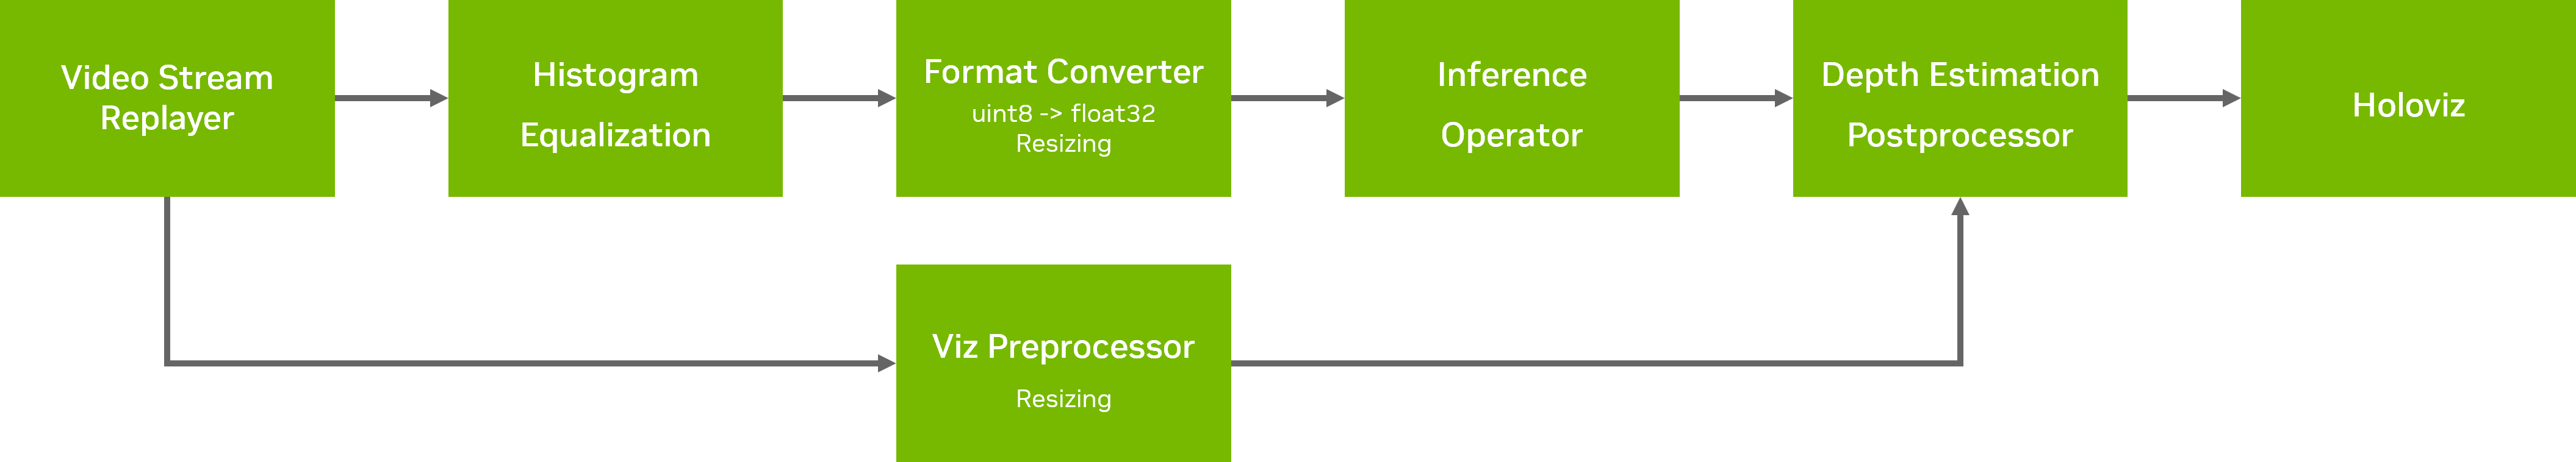 Video Stream
Replayer
Histogram
Equalization
Format Converter
uint8 -> float32
Resizing
Inference
Operator
Depth Estimation
Postprocessor
Holoviz
Viz Preprocessor
Resizing